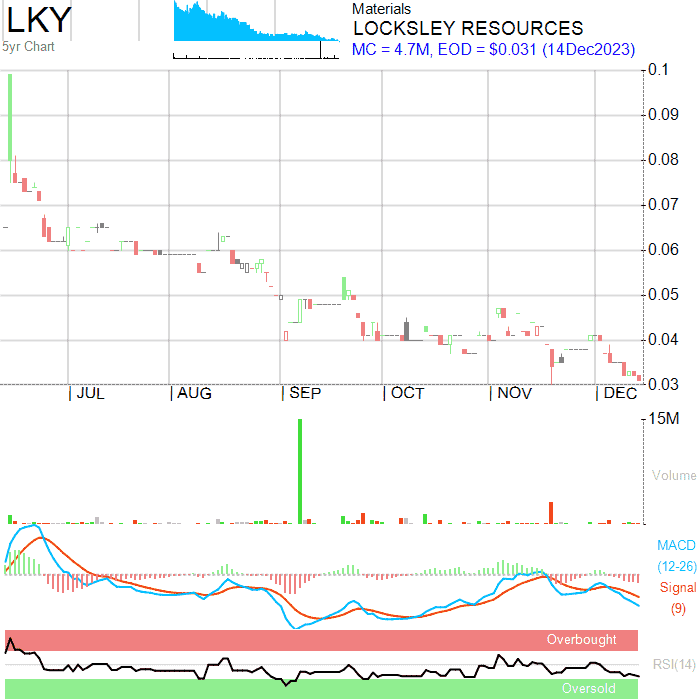 LKY
5yr Chart
Materials
LOCKSLEY RESOURCES
MC = 4.7M, EOD = $0.031 (14Dec2023)
0.1
0.09
0.08
0.07
0.06
0.05
0.04
0.03
JUL
AUG
SEP
OCT
NOV
DEC
15M
Volume
MACD
(12-26)
Signal
(9)
Overbought
RSI(14)
Oversold